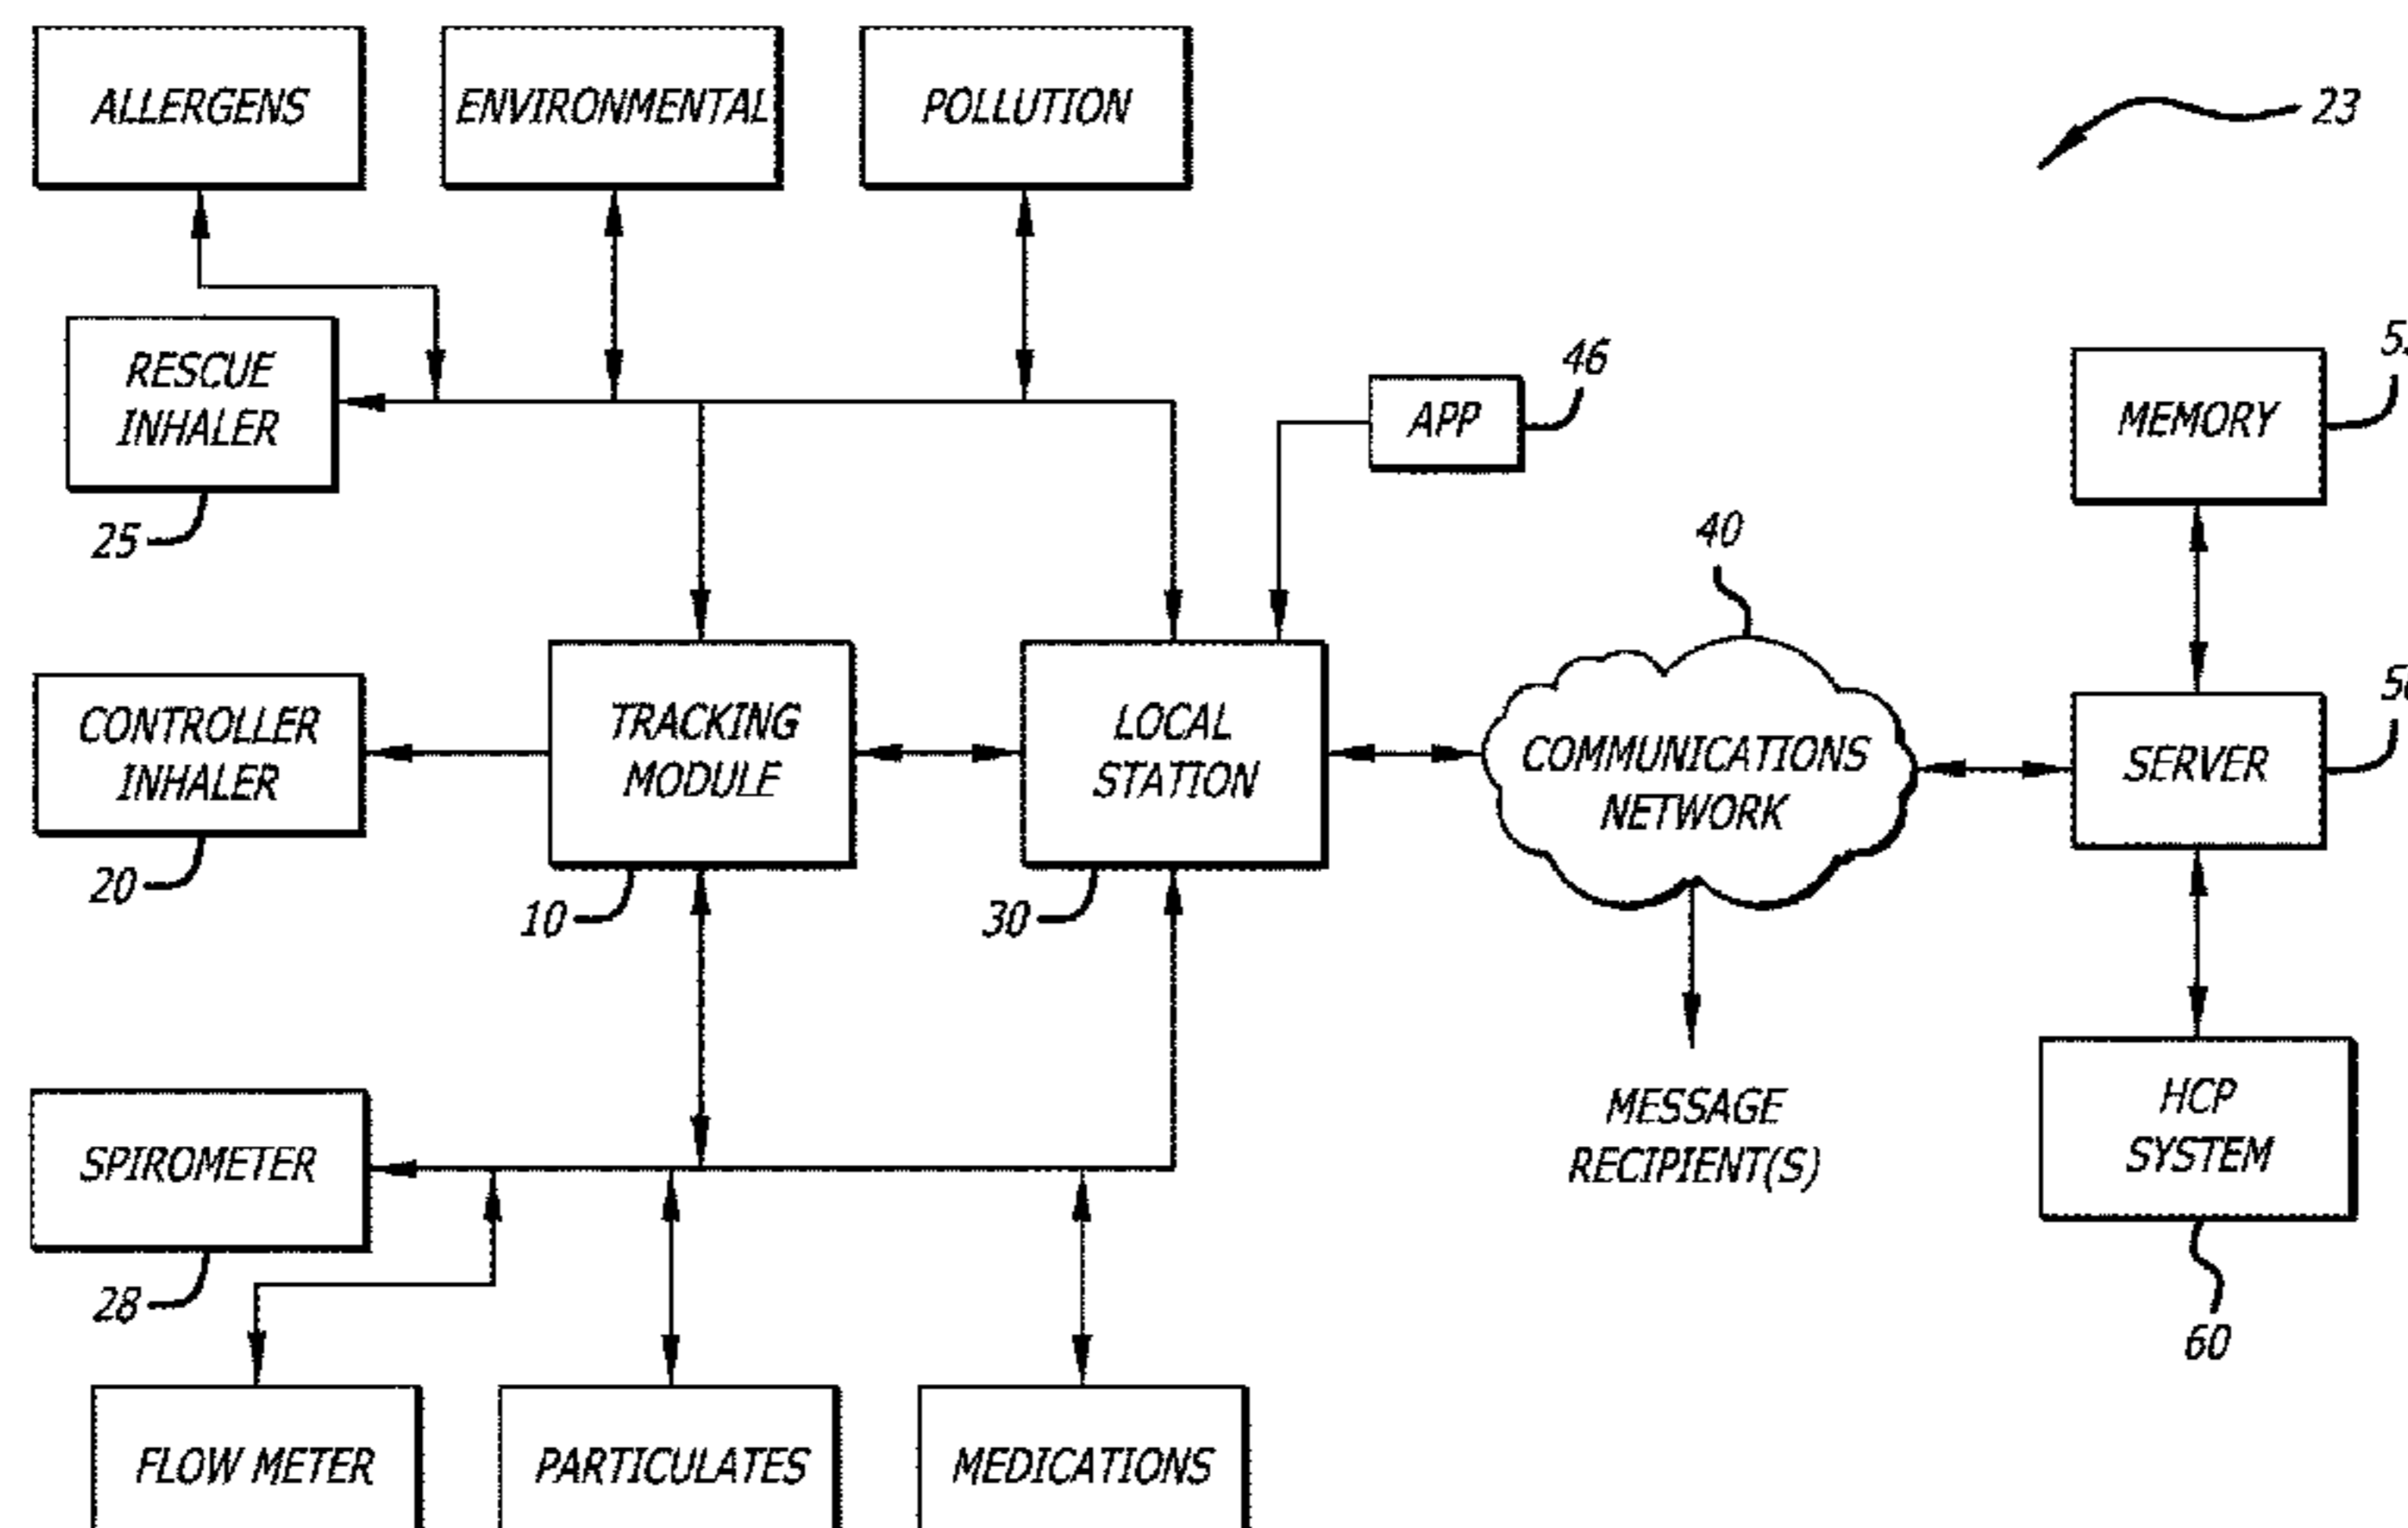 ALLERGENS
ENVIRONMENTAL
POLLUTION
23
RESCUE
INHALER
25
APP
46
MEMORY
40
CONTROLLER
INHALER
20
TRACKING
MODULE
10
LOCAL
STATION
30
COMMUNICATIONS
NETWORK
SERVER
MESSAGE
RECIPIENT(S)
HCP
SYSTEM
60
SPIROMETER
28
FLOW METER
PARTICULATES
MEDICATIONS